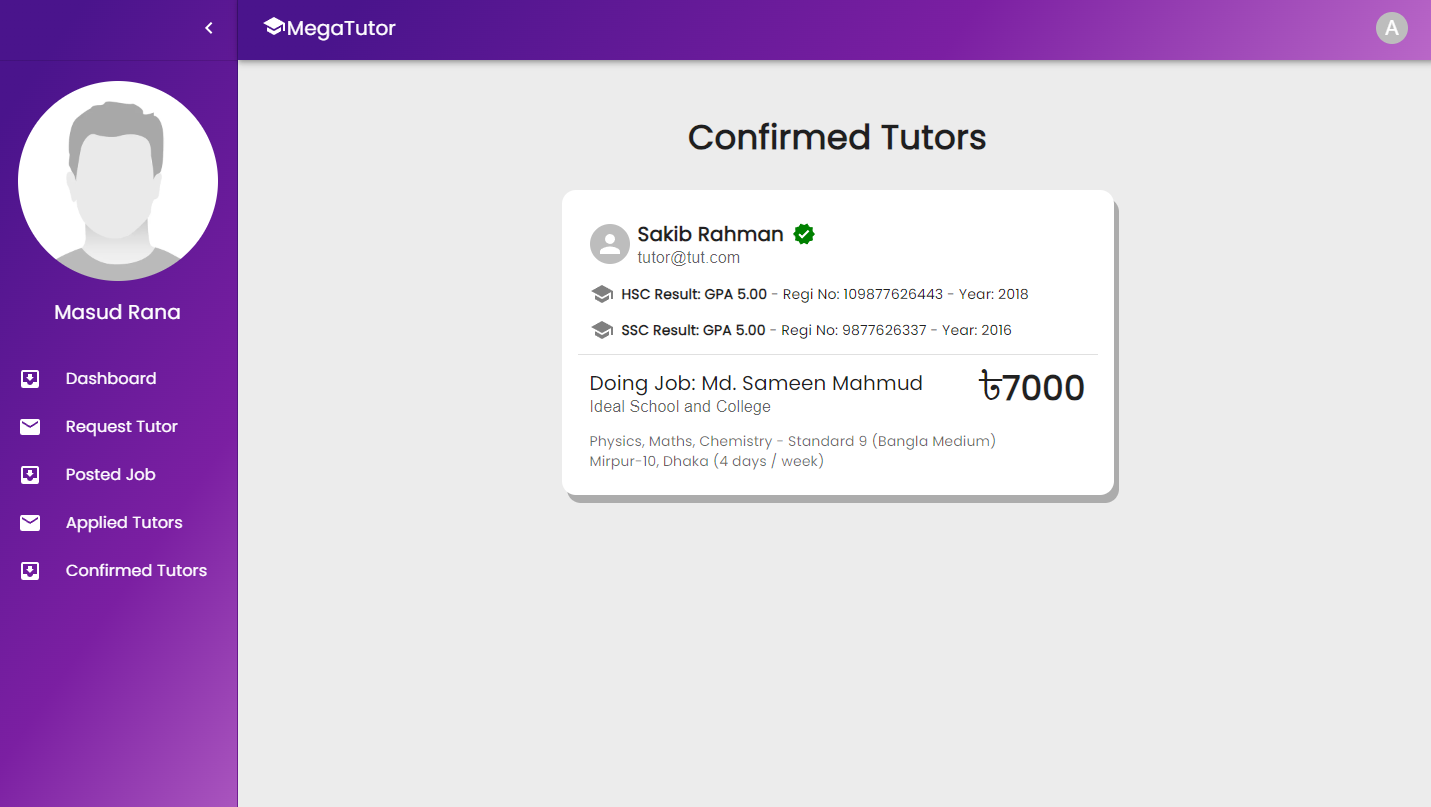 MegaTutor
A
Masud Rana
Dashboard
Request Tutor
Posted Job
Applied Tutors
Confirmed Tutors
Confirmed Tutors
Sakib Rahman
tutor@tut.com
HSC Result: GPA 5.00 - Regi No: 109877626443 - Year: 2018
SSC Result: GPA 5.00 - Regi No: 9877626337 - Year: 2016
Doing Job: Md. Sameen Mahmud
৳7000
Ideal School and College
Physics, Maths, Chemistry - Standard 9 (Bangla Medium)
Mirpur-10, Dhaka (4 days / week)